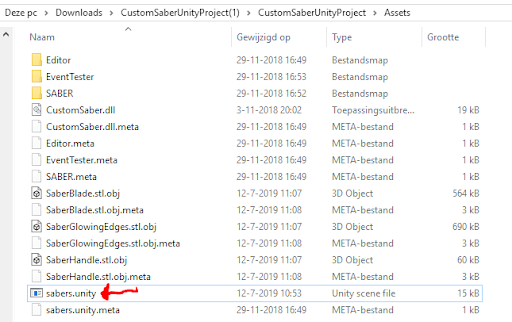 Deze pc > Downloads > CustomSaberUnityProject(1) > CustomSaberUnityProject > Assets
Naam Gewijzigd op Type Grootte
Editor 29-11-2018 16:49 Bestandsmap
EventTester 29-11-2018 16:53 Bestandsmap
SABER 29-11-2018 16:52 Bestandsmap
CustomSaber.dll 3-11-2018 20:02 Toepassingsuitbre... 19 kB
CustomSaber.dll.meta 29-11-2018 16:49 META-bestand 1 kB
Editor.meta 29-11-2018 16:49 META-bestand 1 kB
EventTester.meta 29-11-2018 16:49 META-bestand 1 kB
SABER.meta 29-11-2018 16:49 META-bestand 1 kB
SaberBlade.stl.obj 12-7-2019 11:07 3D Object 564 kB
SaberBlade.stl.obj.meta 12-7-2019 11:08 META-bestand 3 kB
SaberGlowingEdges.stl.obj 12-7-2019 11:07 3D Object 690 kB
SaberGlowingEdges.stl.obj.meta 12-7-2019 11:08 META-bestand 3 kB
SaberHandle.stl.obj 12-7-2019 11:07 3D Object 60 kB
SaberHandle.stl.obj.meta 12-7-2019 11:08 META-bestand 3 kB
sabers.unity 12-7-2019 10:53 Unity scene file 15 kB
sabers.unity.meta 29-11-2018 16:49 META-bestand 1 kB